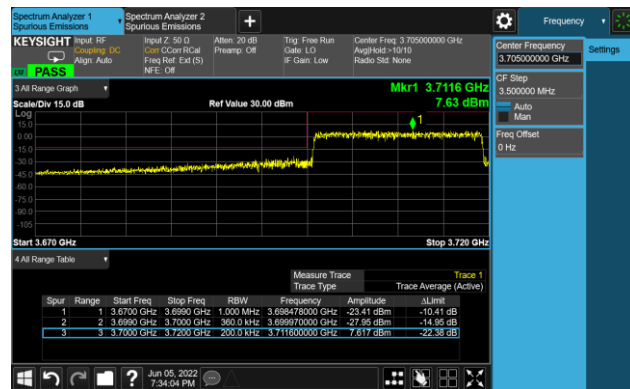 Spectrum Analyzer 1
Spurious Emissions
Spectrum Analyzer 2
Spurious Emissions
Frequency
KEYSIGHT
Input: RF
Coupling: DC
Align: Auto
Input Z: 50 Ω
Corr CCorr RCal
Freq Ref: Ext (S)
NFE: Off
Atten: 20 dB
Preamp: Off
Trig: Free Run
Gate: LO
IF Gain: Low
Center Freq: 3.705000000 GHz
Avg|Hold:>10/10
Radio Std: None
PASS
Center Frequency
3.705000000 GHz
Settings
CF Step
3.500000 MHz
Auto
Man
Freq Offset
0 Hz
3 All Range Graph
Scale/Div 15.0 dB
Ref Value 30.00 dBm
Mkr1 3.7116 GHz
7.63 dBm
Log
15.0
0.00
-15.0
-30.0
-45.0
-60.0
-75.0
-90.0
-105
1
Start 3.670 GHz
Stop 3.720 GHz
4 All Range Table
Measure Trace Trace 1
Trace Type Trace Average (Active)
Spur Range Start Freq Stop Freq RBW Frequency Amplitude ΔLimit
1 1 3.6700 GHz 3.6990 GHz 1.000 MHz 3.698478000 GHz -23.41 dBm -10.41 dB
2 2 3.6990 GHz 3.7000 GHz 360.0 kHz 3.699970000 GHz -27.95 dBm -14.95 dB
3 3 3.7000 GHz 3.7200 GHz 200.0 kHz 3.711600000 GHz 7.617 dBm -22.38 dB
Jun 05, 2022
7:34:04 PM